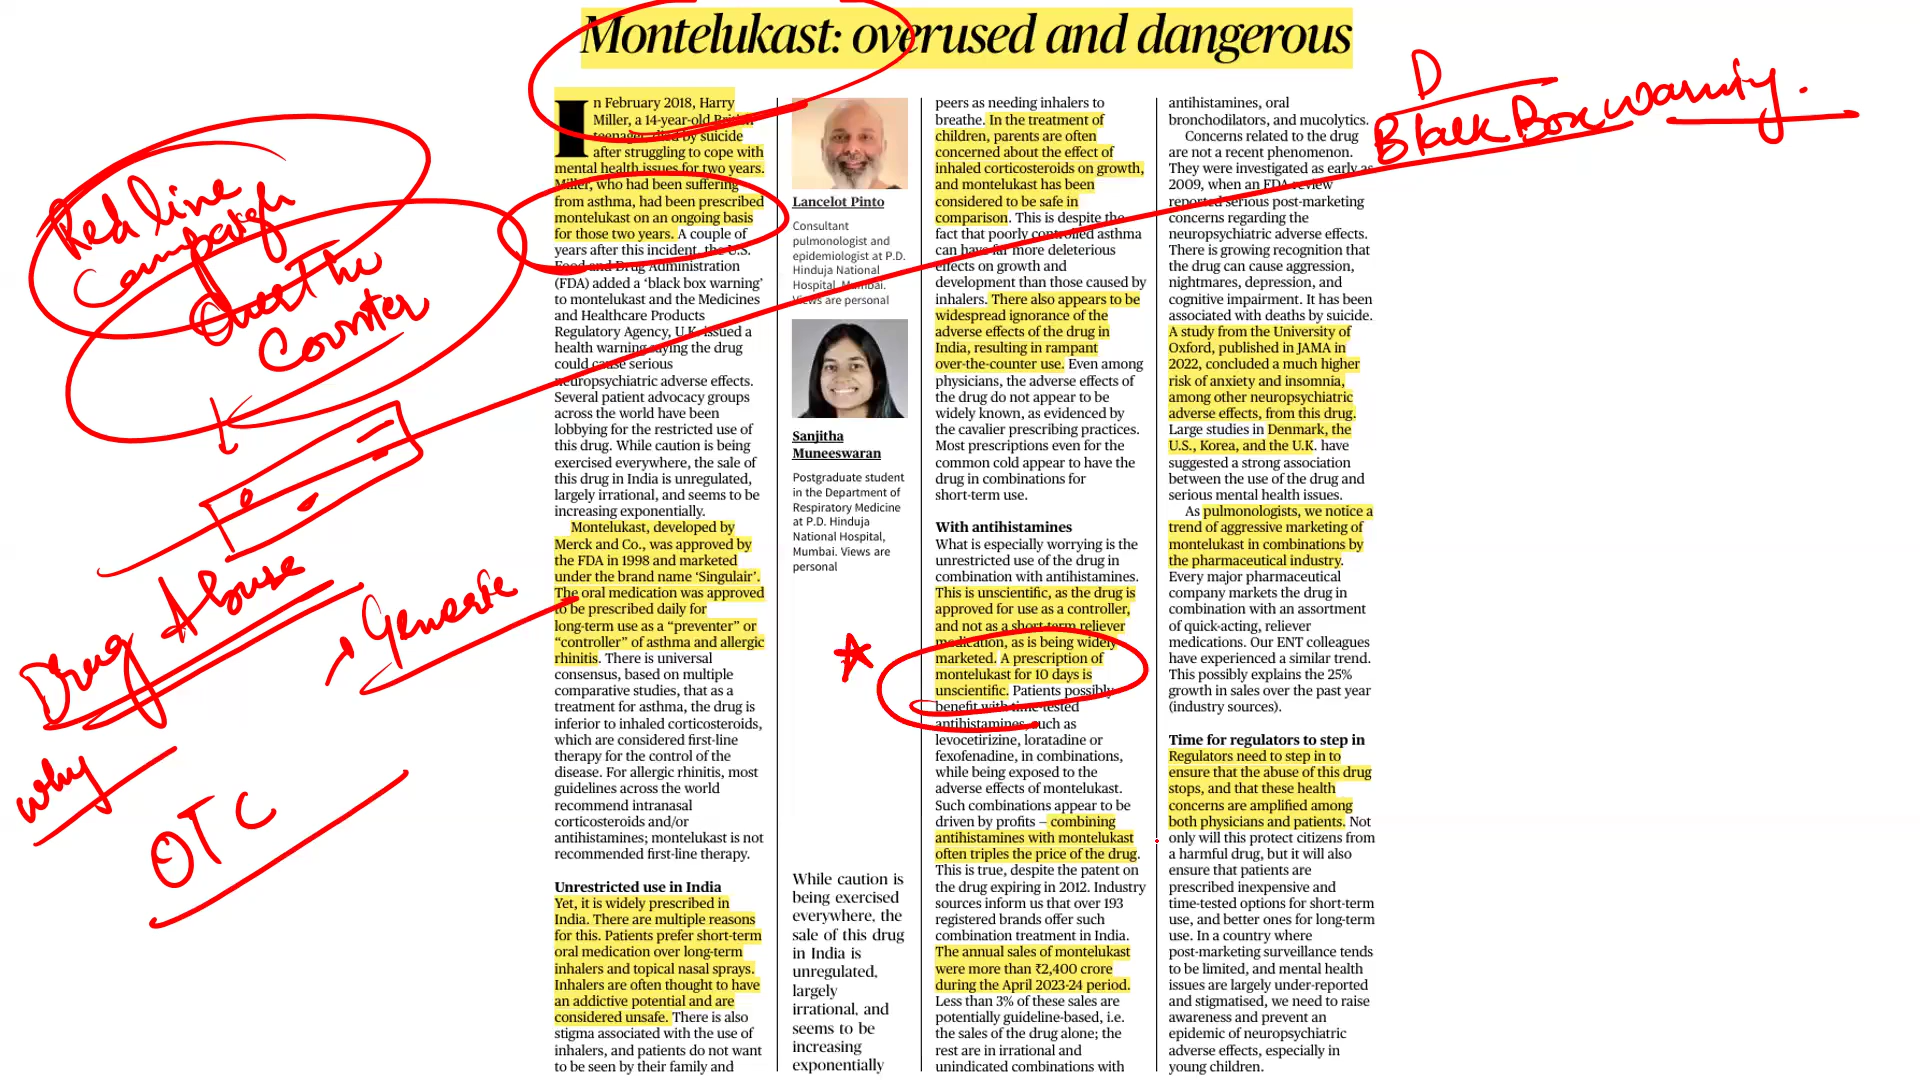 Montelukast: overused and dangerous
D
Black Box warning.
Red line
Campaign
Over The
Counter
Drug Abuse
→ Generic
why
OTC
In February 2018, Harry
Miller, a 14-year-old British
teenager, died by suicide
after struggling to cope with
mental health issues for two years.
Miller, who had been suffering
from asthma, had been prescribed
montelukast on an ongoing basis
for those two years. A couple of
years after this incident, the U.S.
Food and Drug Administration
(FDA) added a ‘black box warning’
to montelukast and the Medicines
and Healthcare Products
Regulatory Agency, U.K. issued a
health warning saying the drug
could cause serious
neuropsychiatric adverse effects.
Several patient advocacy groups
across the world have been
lobbying for the restricted use of
this drug. While caution is being
exercised everywhere, the sale of
this drug in India is unregulated,
largely irrational, and seems to be
increasing exponentially.
Montelukast, developed by
Merck and Co., was approved by
the FDA in 1998 and marketed
under the brand name ‘Singulair’.
The oral medication was approved
to be prescribed daily for
long-term use as a “preventer” or
“controller” of asthma and allergic
rhinitis. There is universal
consensus, based on multiple
comparative studies, that as a
treatment for asthma, the drug is
inferior to inhaled corticosteroids,
which are considered first-line
therapy for the control of the
disease. For allergic rhinitis, most
guidelines across the world
recommend intranasal
corticosteroids and/or
antihistamines; montelukast is not
recommended first-line therapy.
Unrestricted use in India
Yet, it is widely prescribed in
India. There are multiple reasons
for this. Patients prefer short-term
oral medication over long-term
inhalers and topical nasal sprays.
Inhalers are often thought to have
an addictive potential and are
considered unsafe. There is also
stigma associated with the use of
inhalers, and patients do not want
to be seen by their family and
Lancelot Pinto
Consultant
pulmonologist and
epidemiologist at P.D.
Hinduja National
Hospital, Mumbai.
Views are personal
Sanjitha
Muneeswaran
Postgraduate student
in the Department of
Respiratory Medicine
at P.D. Hinduja
National Hospital,
Mumbai. Views are
personal
While caution is
being exercised
everywhere, the
sale of this drug
in India is
unregulated,
largely
irrational, and
seems to be
increasing
exponentially
peers as needing inhalers to
breathe. In the treatment of
children, parents are often
concerned about the effect of
inhaled corticosteroids on growth,
and montelukast has been
considered to be safe in
comparison. This is despite the
fact that poorly controlled asthma
can have far more deleterious
effects on growth and
development than those caused by
inhalers. There also appears to be
widespread ignorance of the
adverse effects of the drug in
India, resulting in rampant
over-the-counter use. Even among
physicians, the adverse effects of
the drug do not appear to be
widely known, as evidenced by
the cavalier prescribing practices.
Most prescriptions even for the
common cold appear to have the
drug in combinations for
short-term use.
With antihistamines
What is especially worrying is the
unrestricted use of the drug in
combination with antihistamines.
This is unscientific, as the drug is
approved for use as a controller,
and not as a short-term reliever
medication, as is being widely
marketed. A prescription of
montelukast for 10 days is
unscientific. Patients possibly
benefit with time-tested
antihistamines, such as
levocetirizine, loratadine or
fexofenadine, in combinations,
while being exposed to the
adverse effects of montelukast.
Such combinations appear to be
driven by profits — combining
antihistamines with montelukast
often triples the price of the drug.
This is true, despite the patent on
the drug expiring in 2012. Industry
sources inform us that over 193
registered brands offer such
combination treatment in India.
The annual sales of montelukast
were more than ₹2,400 crore
during the April 2023-24 period.
Less than 3% of these sales are
potentially guideline-based, i.e.
the sales of the drug alone; the
rest are in irrational and
unindicated combinations with
antihistamines, oral
bronchodilators, and mucolytics.
Concerns related to the drug
are not a recent phenomenon.
They were investigated as early as
2009, when an FDA review
reported serious post-marketing
concerns regarding the
neuropsychiatric adverse effects.
There is growing recognition that
the drug can cause aggression,
nightmares, depression, and
cognitive impairment. It has been
associated with deaths by suicide.
A study from the University of
Oxford, published in JAMA in
2022, concluded a much higher
risk of anxiety and insomnia,
among other neuropsychiatric
adverse effects, from this drug.
Large studies in Denmark, the
U.S., Korea, and the U.K. have
suggested a strong association
between the use of the drug and
serious mental health issues.
As pulmonologists, we notice a
trend of aggressive marketing of
montelukast in combinations by
the pharmaceutical industry.
Every major pharmaceutical
company markets the drug in
combination with an assortment
of quick-acting, reliever
medications. Our ENT colleagues
have experienced a similar trend.
This possibly explains the 25%
growth in sales over the past year
(industry sources).
Time for regulators to step in
Regulators need to step in to
ensure that the abuse of this drug
stops, and that these health
concerns are amplified among
both physicians and patients. Not
only will this protect citizens from
a harmful drug, but it will also
ensure that patients are
prescribed inexpensive and
time-tested options for short-term
use, and better ones for long-term
use. In a country where
post-marketing surveillance tends
to be limited, and mental health
issues are largely under-reported
and stigmatised, we need to raise
awareness and prevent an
epidemic of neuropsychiatric
adverse effects, especially in
young children.